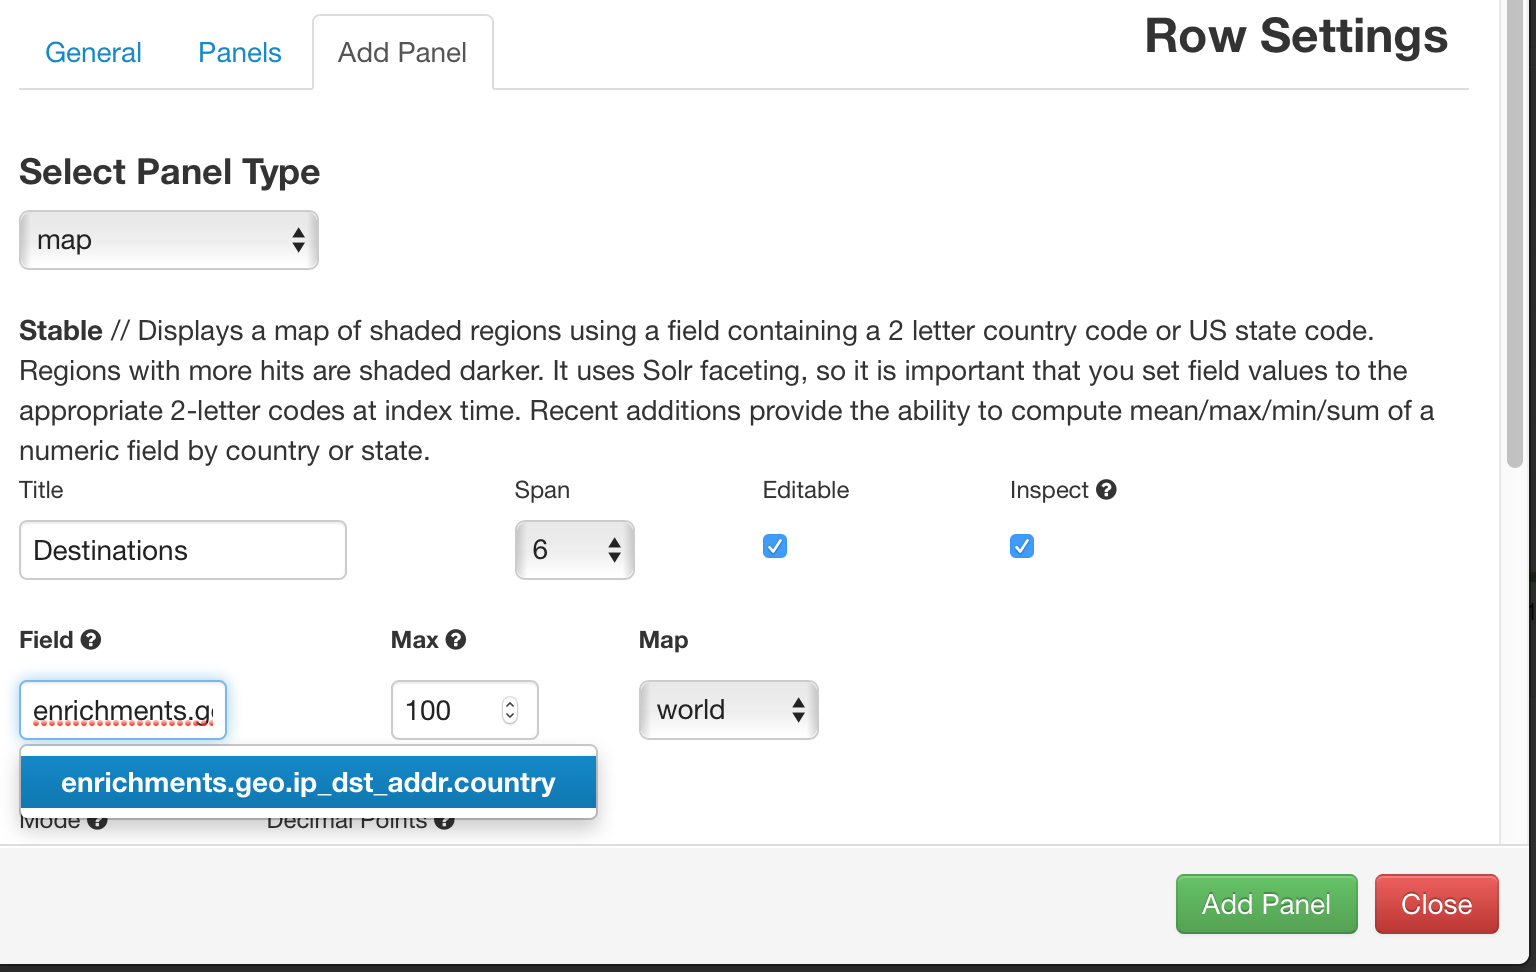 General Panels Add Panel Row Settings
Select Panel Type
map
Stable // Displays a map of shaded regions using a field containing a 2 letter country code or US state code.
Regions with more hits are shaded darker. It uses Solr faceting, so it is important that you set field values to the
appropriate 2-letter codes at index time. Recent additions provide the ability to compute mean/max/min/sum of a
numeric field by country or state.
Title Span Editable Inspect
Destinations 6
Field Max Map
enrichments.ge 100 world
enrichments.geo.ip_dst_addr.country
Mode Decimal Points
Add Panel Close